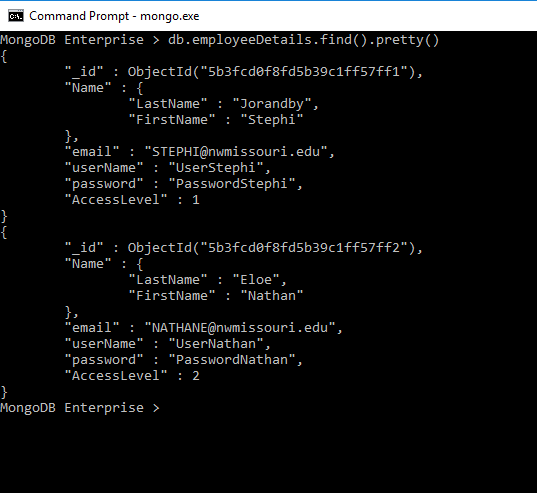 Command Prompt - mongo.exe
MongoDB Enterprise > db.employeeDetails.find().pretty()
{
        "_id" : ObjectId("5b3fcd0f8fd5b39c1ff57ff1"),
        "Name" : {
                "LastName" : "Jorandby",
                "FirstName" : "Stephi"
        },
        "email" : "STEPHI@nwmissouri.edu",
        "userName" : "UserStephi",
        "password" : "PasswordStephi",
        "AccessLevel" : 1
}
{
        "_id" : ObjectId("5b3fcd0f8fd5b39c1ff57ff2"),
        "Name" : {
                "LastName" : "Eloe",
                "FirstName" : "Nathan"
        },
        "email" : "NATHANE@nwmissouri.edu",
        "userName" : "UserNathan",
        "password" : "PasswordNathan",
        "AccessLevel" : 2
}
MongoDB Enterprise >